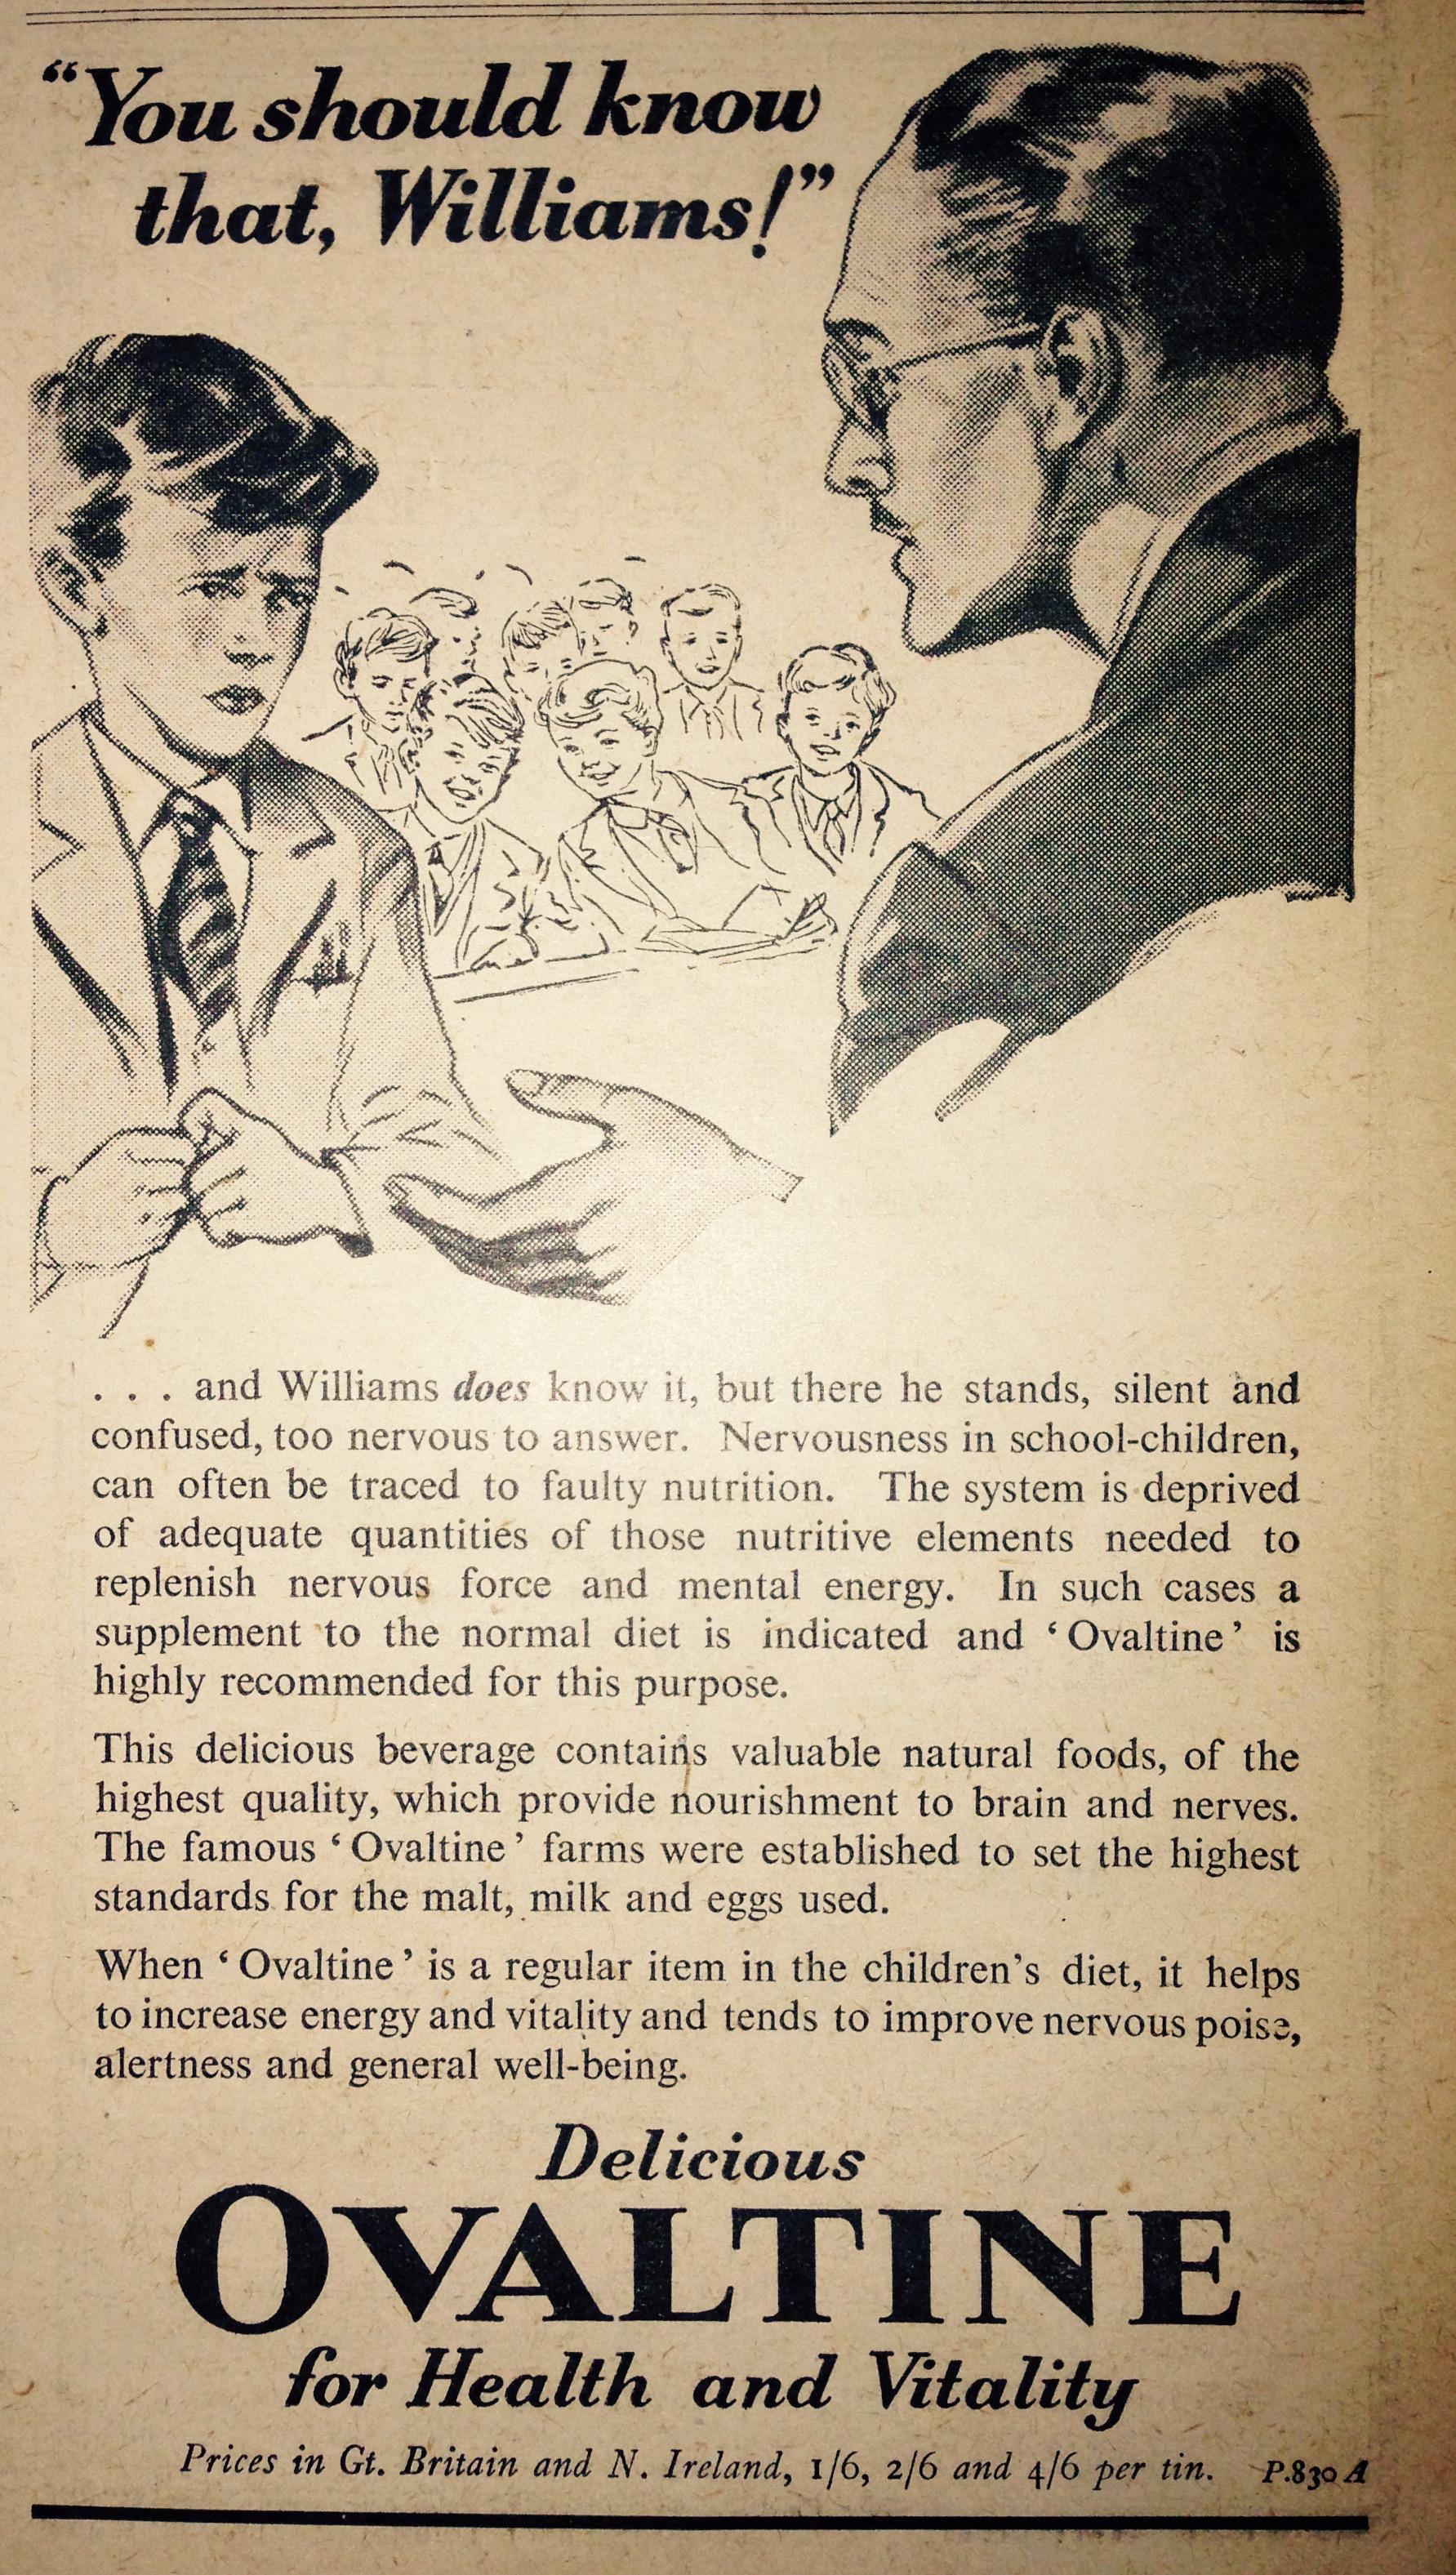 “You should know
that, Williams!”
. . . and Williams does know it, but there he stands, silent and
confused, too nervous to answer. Nervousness in school-children,
can often be traced to faulty nutrition. The system is deprived
of adequate quantities of those nutritive elements needed to
replenish nervous force and mental energy. In such cases a
supplement to the normal diet is indicated and ‘Ovaltine’ is
highly recommended for this purpose.
This delicious beverage contains valuable natural foods, of the
highest quality, which provide nourishment to brain and nerves.
The famous ‘Ovaltine’ farms were established to set the highest
standards for the malt, milk and eggs used.
When ‘Ovaltine’ is a regular item in the children’s diet, it helps
to increase energy and vitality and tends to improve nervous poise,
alertness and general well-being.
Delicious
OVALTINE
for Health and Vitality
Prices in Gt. Britain and N. Ireland, 1/6, 2/6 and 4/6 per tin. P.830A